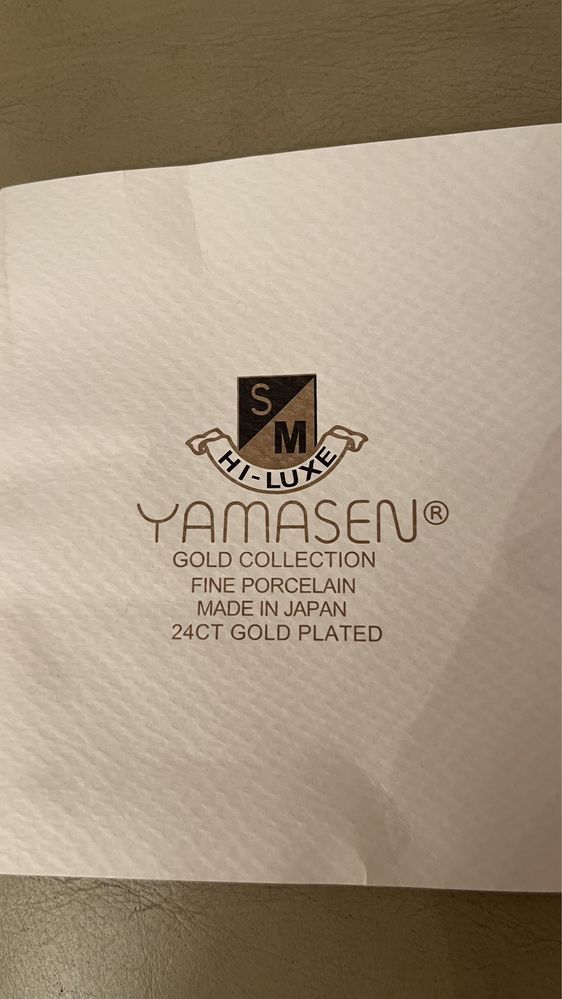 S
M
HI-LUXE
YAMASEN®
GOLD COLLECTION
FINE PORCELAIN
MADE IN JAPAN
24CT GOLD PLATED